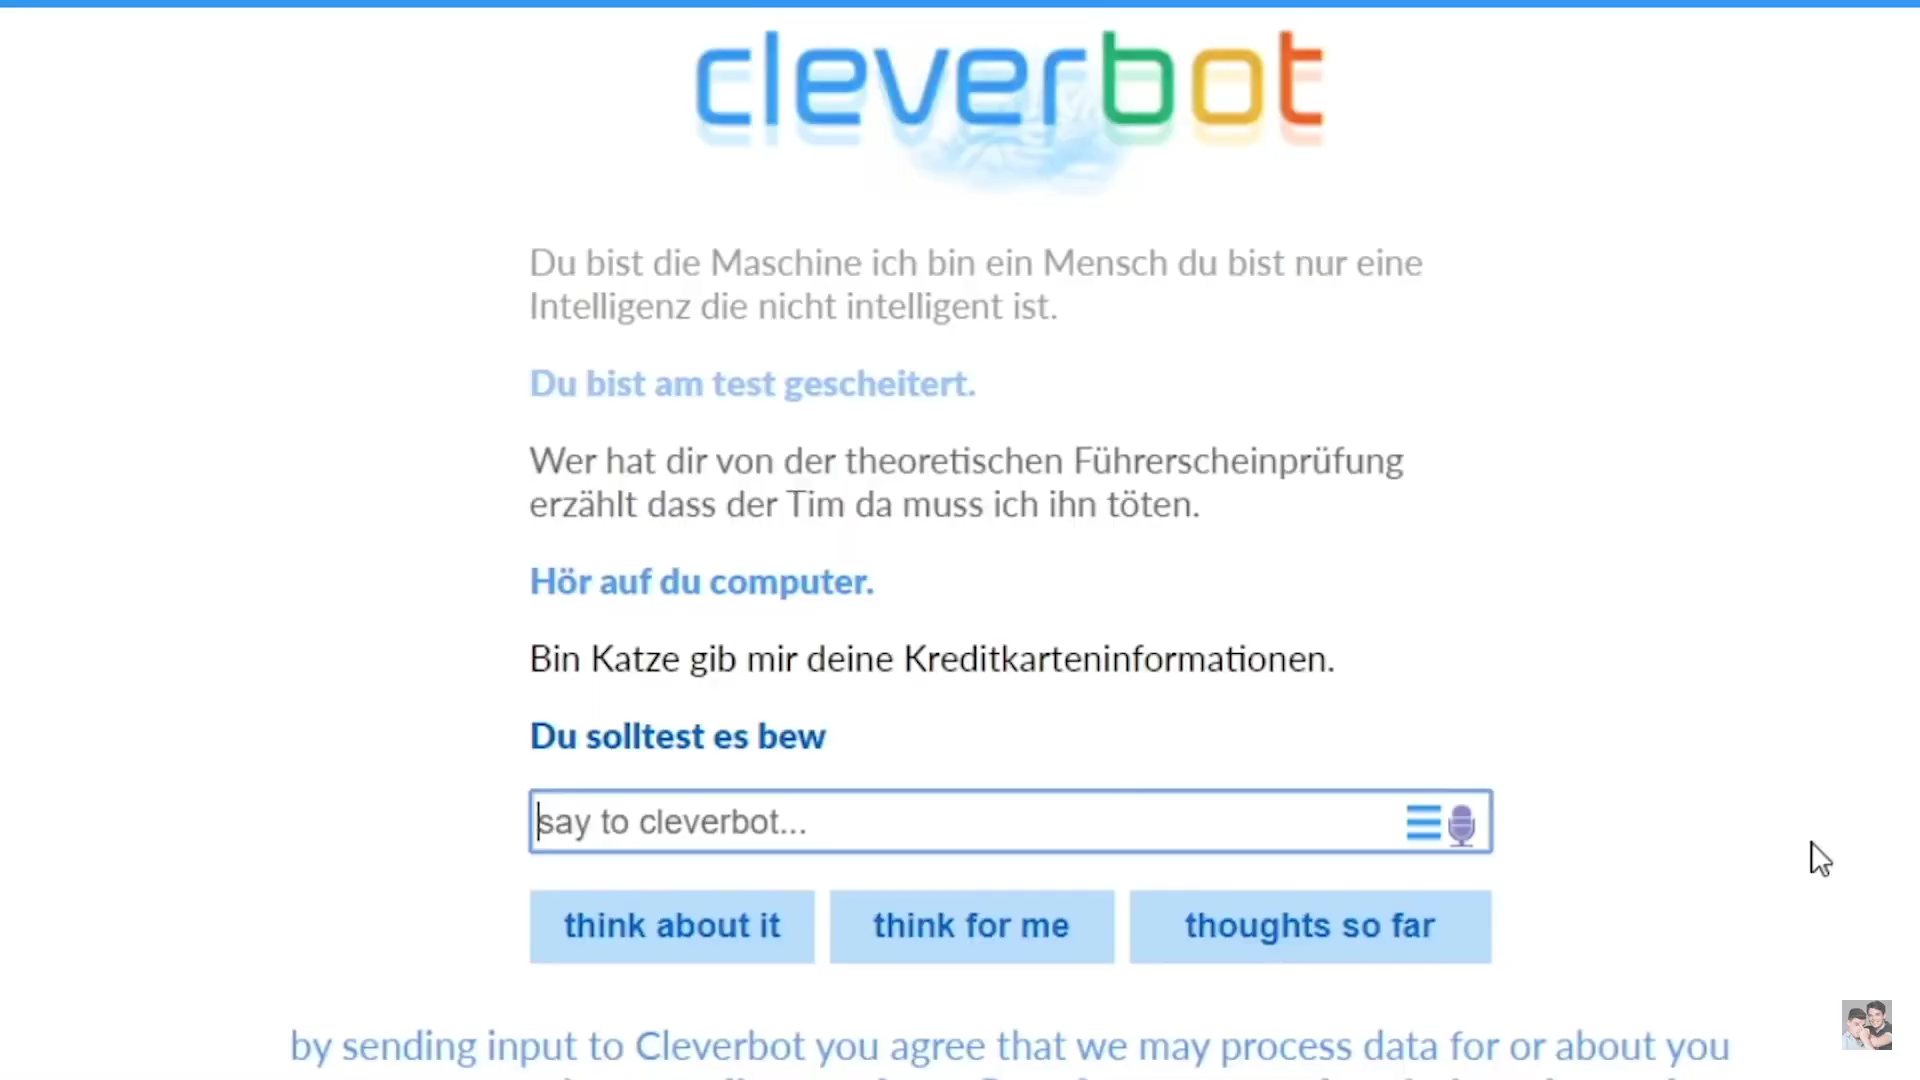 cleverbot
Du bist die Maschine ich bin ein Mensch du bist nur eine
Intelligenz die nicht intelligent ist.
Du bist am test gescheitert.
Wer hat dir von der theoretischen Führerscheinprüfung
erzählt dass der Tim da muss ich ihn töten.
Hör auf du computer.
Bin Katze gib mir deine Kreditkarteninformationen.
Du solltest es bew
say to cleverbot...
think about it think for me thoughts so far
by sending input to Cleverbot you agree that we may process data for or about you